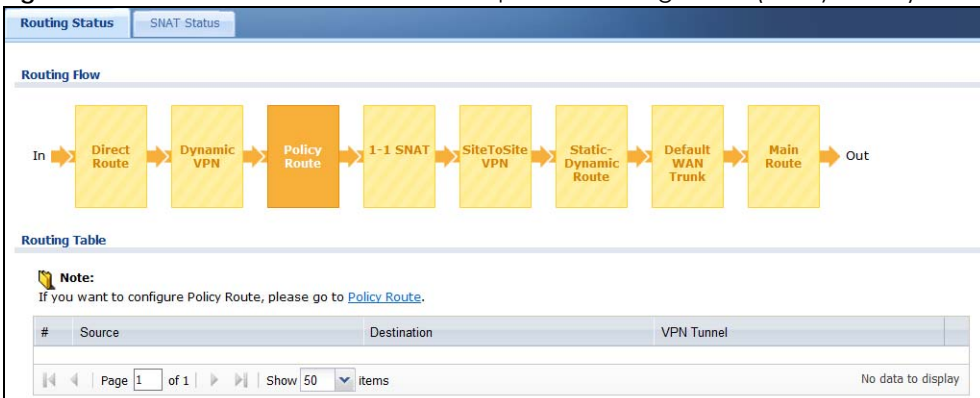 Routing Status SNAT Status
Routing Flow
In Direct Route Dynamic VPN Policy Route 1-1 SNAT SiteToSite VPN Static-Dynamic Route Default WAN Trunk Main Route Out
Routing Table
Note:
If you want to configure Policy Route, please go to Policy Route.
# Source Destination VPN Tunnel
Page 1 of 1 Show 50 items No data to display